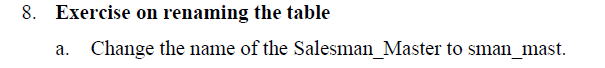 8. Exercise on renaming the table
a. Change the name of the Salesman_Master to sman_mast.